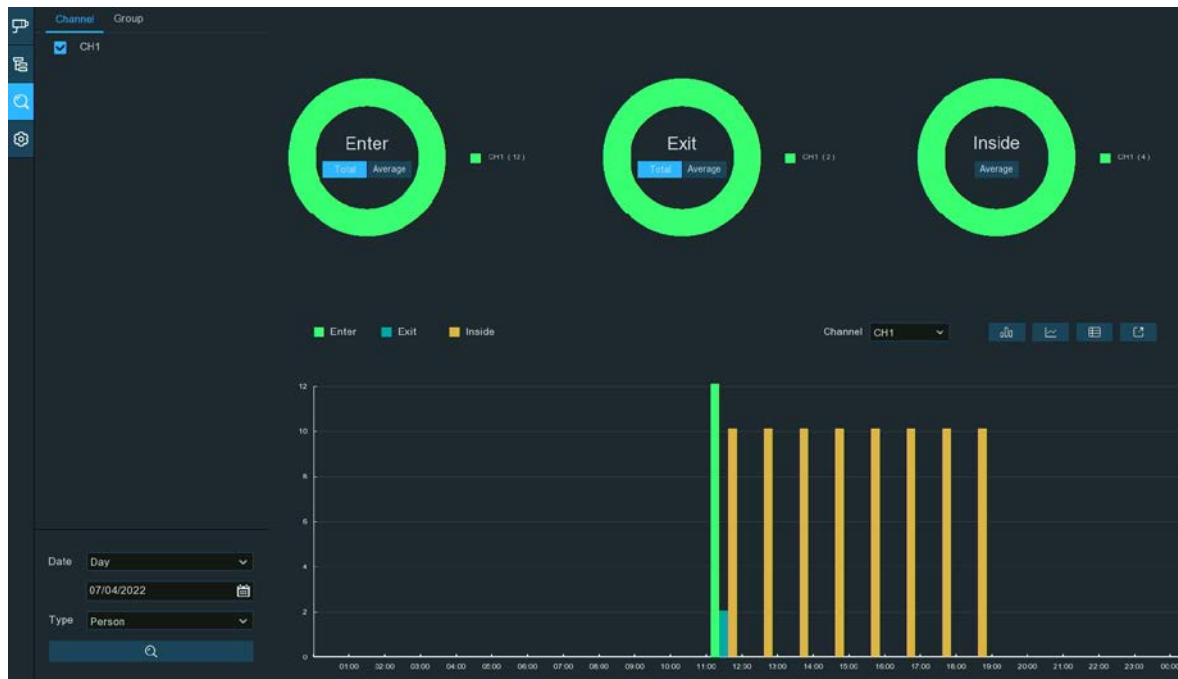 Channel Group
CH1
Enter
Total Average
CH1 (12)
Exit
Total Average
CH1 (2)
Inside
Average
CH1 (4)
Enter Exit Inside
Channel CH1
12
10
8
6
4
2
0
01:00 02:00 03:00 04:00 05:00 06:00 07:00 08:00 09:00 10:00 11:00 12:00 13:00 14:00 15:00 16:00 17:00 18:00 19:00 20:00 21:00 22:00 23:00 00:00
Date Day
07/04/2022
Type Person